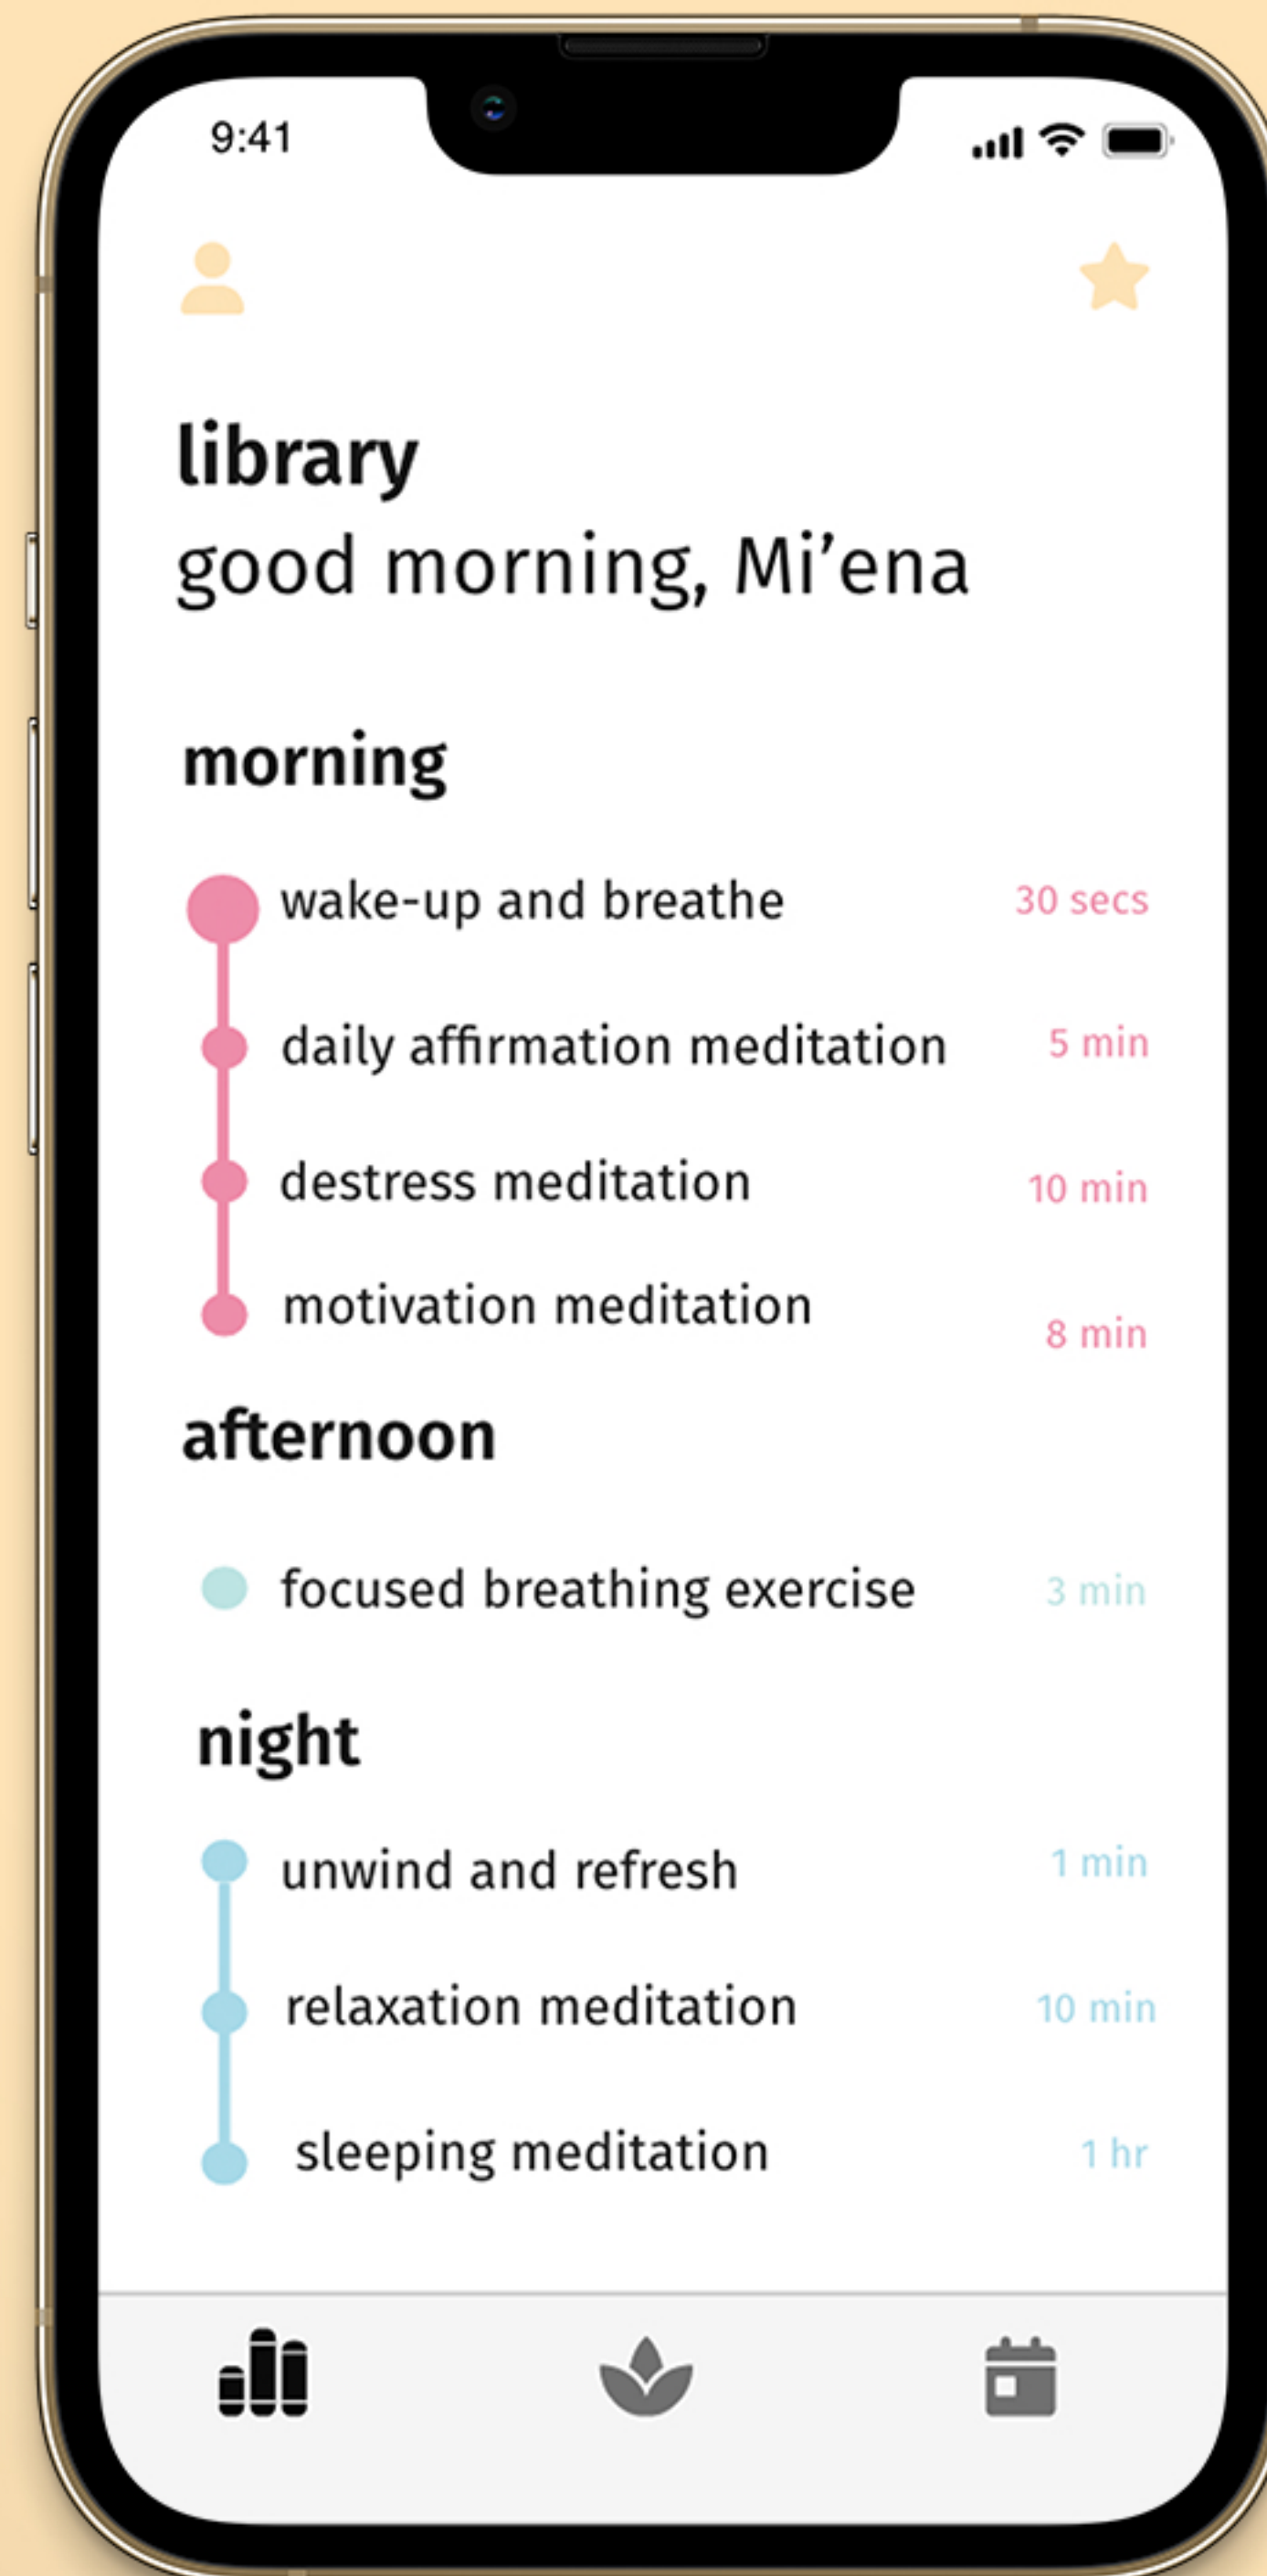 9:41
library
good morning, Mi’ena
morning
wake-up and breathe 30 secs
daily affirmation meditation 5 min
destress meditation 10 min
motivation meditation 8 min
afternoon
focused breathing exercise 3 min
night
unwind and refresh 1 min
relaxation meditation 10 min
sleeping meditation 1 hr